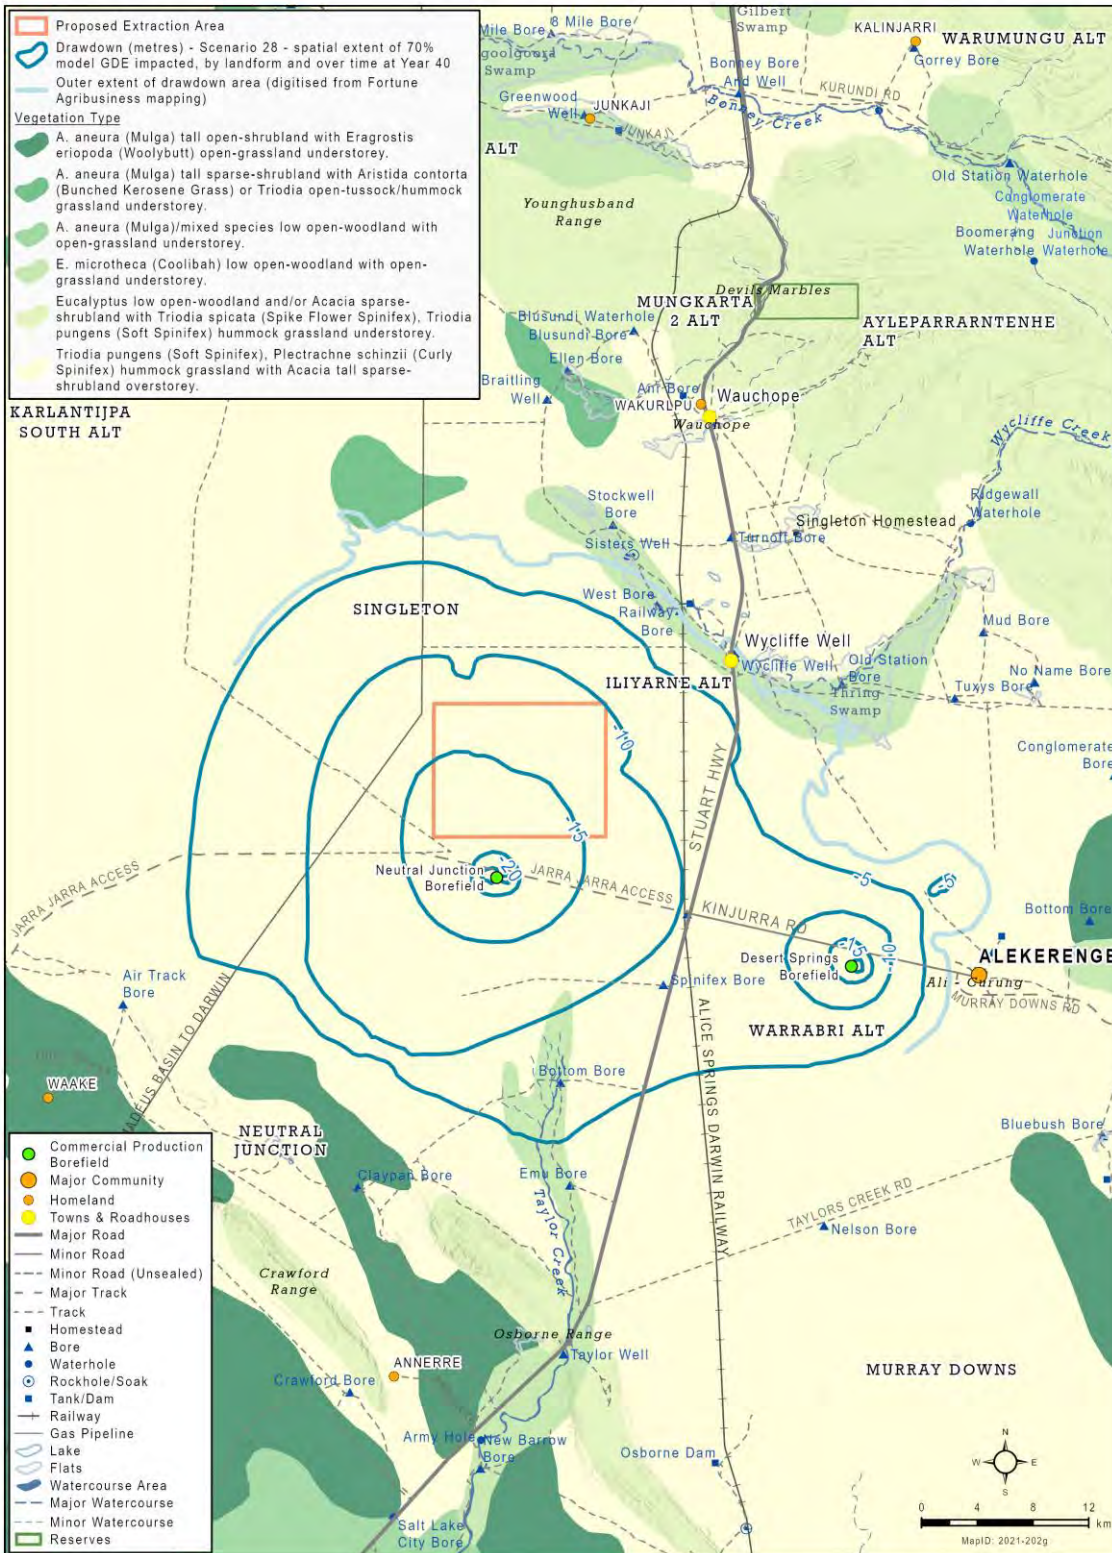 Proposed Extraction Area
Drawdown (metres) - Scenario 28 - spatial extent of 70%
model GDE impacted, by landform and over time at Year 40
Outer extent of drawdown area (digitised from Fortune
Agribusiness mapping)
Vegetation Type
A. aneura (Mulga) tall open-shrubland with Eragrostis
eriopoda (Woolybutt) open-grassland understorey.
A. aneura (Mulga) tall sparse-shrubland with Aristida contorta
(Bunched Kerosene Grass) or Triodia open-tussock/hummock
grassland understorey.
A. aneura (Mulga)/mixed species low open-woodland with
open-grassland understorey.
E. microtheca (Coolibah) low open-woodland with open-
grassland understorey.
Eucalyptus low open-woodland and/or Acacia sparse-
shrubland with Triodia spicata (Spike Flower Spinifex), Triodia
pungens (Soft Spinifex) hummock grassland understorey.
Triodia pungens (Soft Spinifex), Plectrachne schinzii (Curly
Spinifex) hummock grassland with Acacia tall sparse-
shrubland overstorey.
Mile Bore
8 Mile Bore
Swamp
Gilbert
Swamp
KALINJARRI
WARUMUNGU ALT
Gorrey Bore
Bonney Bore
And Well
KURUNDI RD
Bonney Creek
Greenwood
Well
JUNKAJI
JUNKAJI
ALT
Old Station Waterhole
Conglomerate
Waterhole
Boomerang
Waterhole
Junction
Waterhole
Younghusband
Range
Devils Marbles
MUNGKARTA
2 ALT
AYLEPARRARNTENHE
ALT
Blusundi Waterhole
Blusundi Bore
Ellen Bore
Braitling
Well
Ani Bore
WAKURLPU
Wauchope
Wauchope
KARLANTIJPA
SOUTH ALT
Wycliffe Creek
Ridgewall
Waterhole
Stockwell
Bore
Sisters Well
Singleton Homestead
Turnoff Bore
West Bore
Railway
Bore
SINGLETON
Mud Bore
Wycliffe Well
Wycliffe Well
Old Station
Bore
Thring
Swamp
No Name Bore
Tuxys Bore
ILIYARNE ALT
Conglomerate
Bore
-10
STUART HWY
-15
-20
Neutral Junction
Borefield
JARRA JARRA ACCESS
JARRA JARRA ACCESS
-5
-5
KINJURRA RD
Bottom Bore
-15
-10
Desert Springs
Borefield
ALEKERENGE
Ali - Curung
MURRAY DOWNS RD
Air Track
Bore
Spinifex Bore
WARRABRI ALT
ALICE SPRINGS DARWIN RAILWAY
MADEUS BASIN TO DARWIN
WAAKE
Bottom Bore
NEUTRAL
JUNCTION
Bluebush Bore
Claypan Bore
Emu Bore
Taylor Creek
TAYLORS CREEK RD
Nelson Bore
Crawford
Range
Osborne Range
Taylor Well
ANNERRE
Crawford Bore
MURRAY DOWNS
Army Hole
New Barrow
Bore
Osborne Dam
Salt Lake
City Bore
Commercial Production
Borefield
Major Community
Homeland
Towns & Roadhouses
Major Road
Minor Road
Minor Road (Unsealed)
Major Track
Track
Homestead
Bore
Waterhole
Rockhole/Soak
Tank/Dam
Railway
Gas Pipeline
Lake
Flats
Watercourse Area
Major Watercourse
Minor Watercourse
Reserves
N
W
E
S
0 4 8 12
km
MapID: 2021-202g